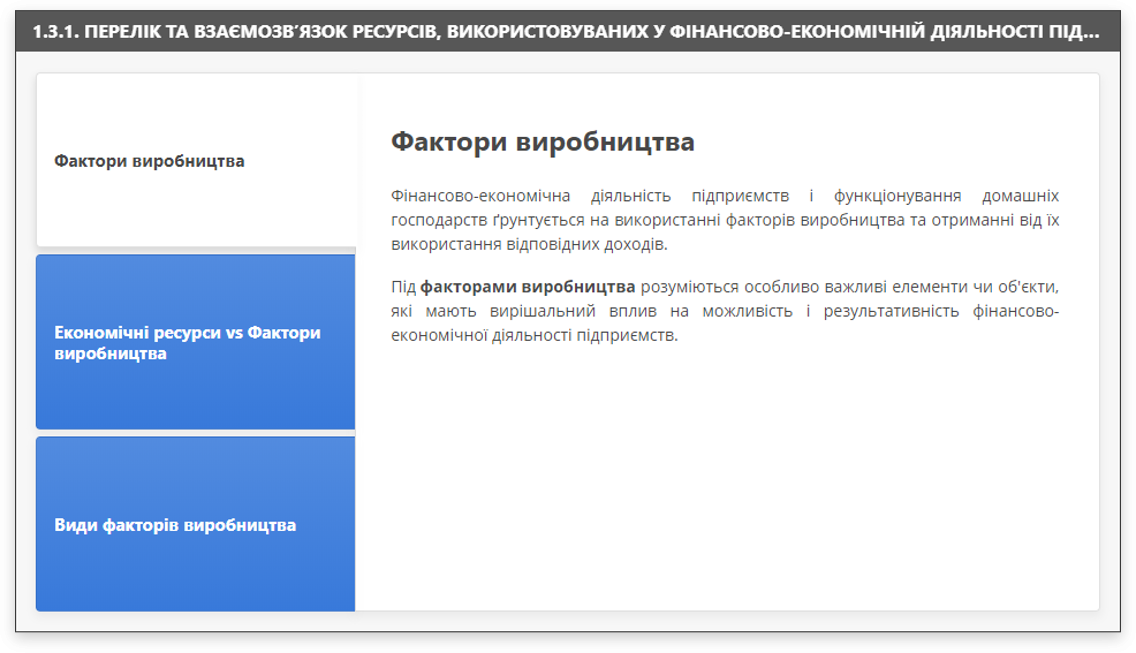 1.3.1. ПЕРЕЛІК ТА ВЗАЄМОЗВ’ЯЗОК РЕСУРСІВ, ВИКОРИСТОВУВАНИХ У ФІНАНСОВО-ЕКОНОМІЧНІЙ ДІЯЛЬНОСТІ ПІД...
Фактори виробництва
Економічні ресурси vs Фактори
виробництва
Види факторів виробництва
Фактори виробництва
Фінансово-економічна діяльність підприємств і функціонування домашніх
господарств ґрунтується на використанні факторів виробництва та отриманні від їх
використання відповідних доходів.
Під факторами виробництва розуміються особливо важливі елементи чи об'єкти,
які мають вирішальний вплив на можливість і результативність фінансово-
економічної діяльності підприємств.